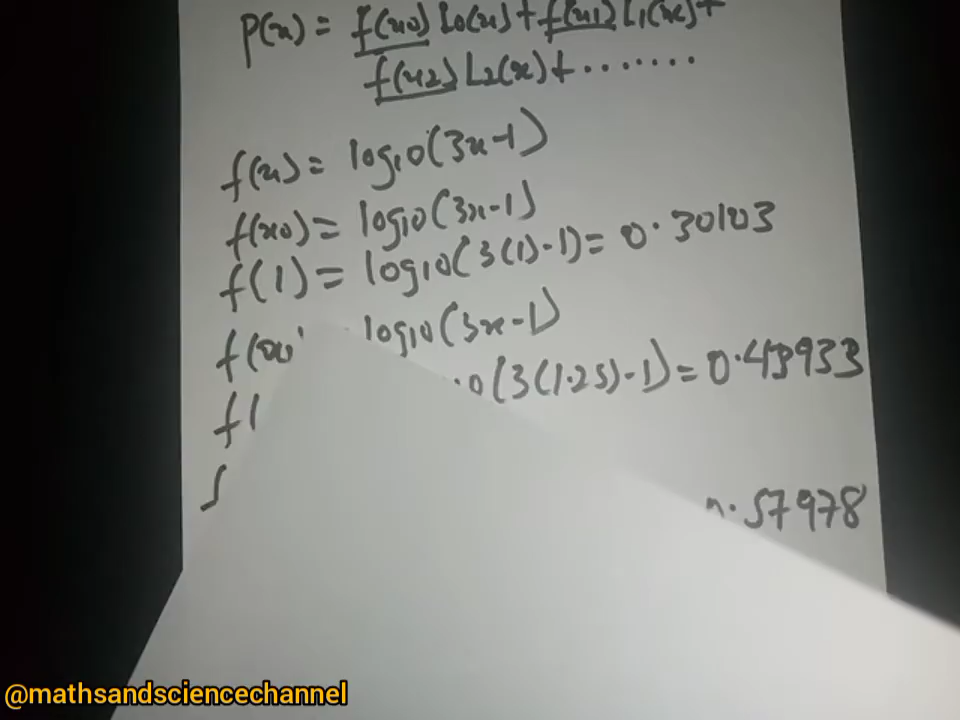 P(x) = f(x0) L0(x) + f(x1) L1(x) +
f(x2) L2(x) + .......
f(x) = log10(3x-1)
f(x0) = log10(3x-1)
f(1) = log10(3(1)-1) = 0.30103
log10(3x-1)
(3(1.25)-1) = 0.43933
.57978
@mathsandsciencechannel